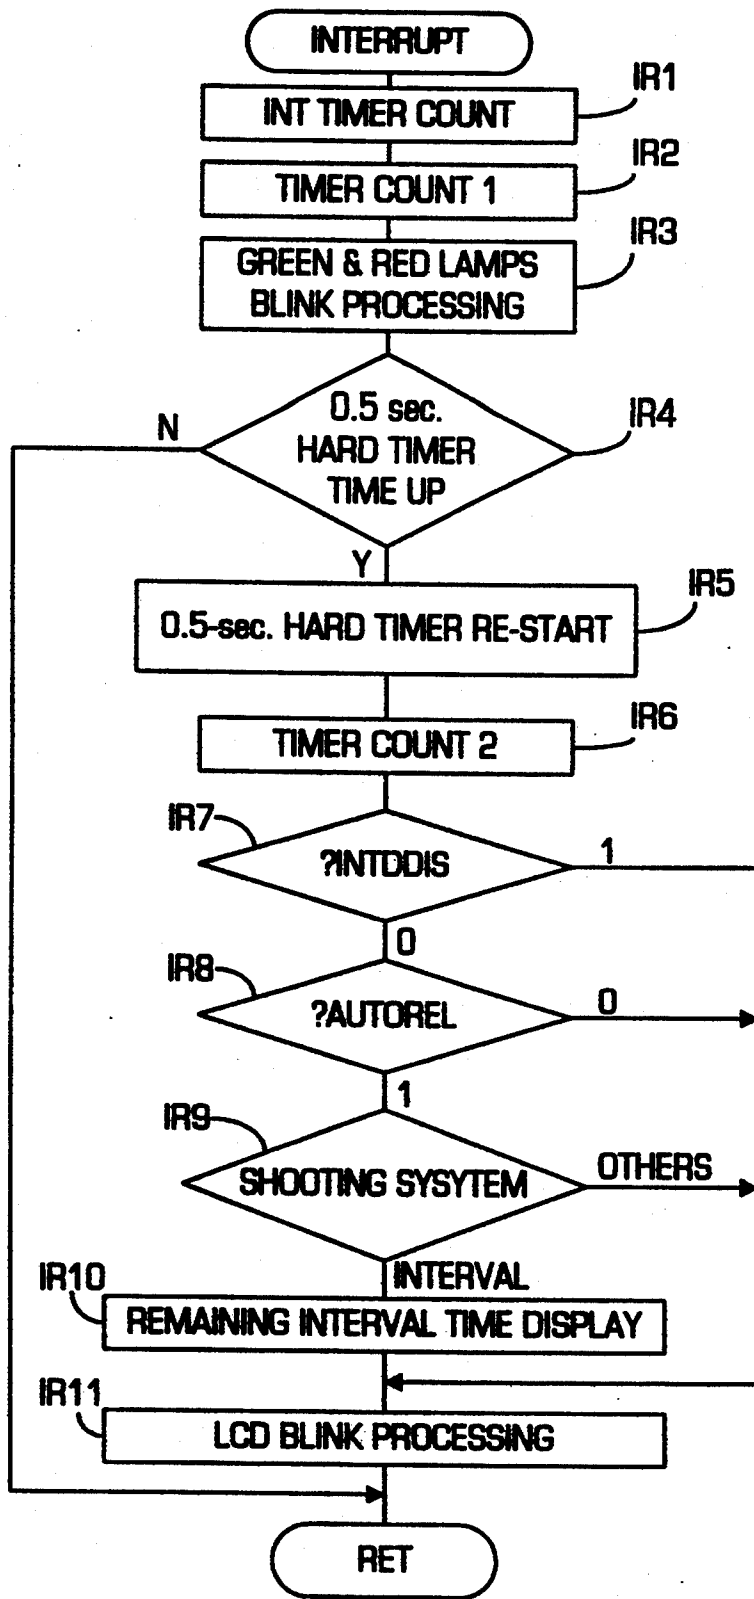 INTERRUPT
IR1
INT TIMER COUNT
IR2
TIMER COUNT 1
IR3
GREEN & RED LAMPS
BLINK PROCESSING
0.5 sec.
HARD TIMER
TIME UP
IR4
N
Y
IR5
0.5-sec. HARD TIMER RE-START
IR6
TIMER COUNT 2
IR7
?INTDDIS
1
0
IR8
?AUTOREL
0
1
IR9
SHOOTING SYSYTEM
OTHERS
INTERVAL
IR10
REMAINING INTERVAL TIME DISPLAY
IR11
LCD BLINK PROCESSING
RET